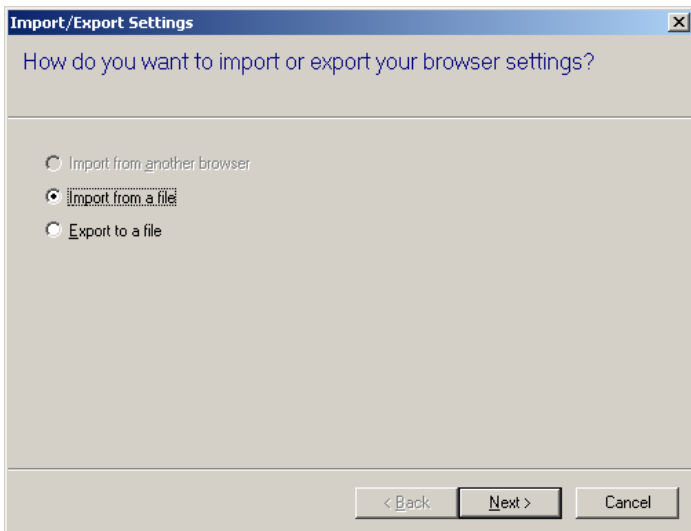 Import/Export Settings
How do you want to import or export your browser settings?
Import from another browser
Import from a file
Export to a file
< Back
Next >
Cancel